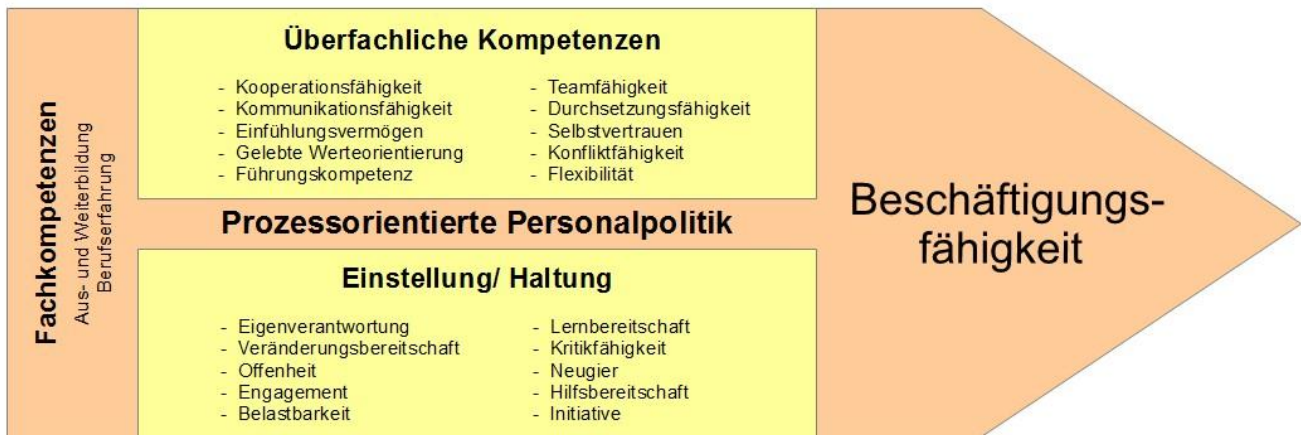 Fachkompetenzen
Aus- und Weiterbildung
Berufserfahrung
Überfachliche Kompetenzen
- Kooperationsfähigkeit
- Kommunikationsfähigkeit
- Einfühlungsvermögen
- Gelebte Werteorientierung
- Führungskompetenz
- Teamfähigkeit
- Durchsetzungsfähigkeit
- Selbstvertrauen
- Konfliktfähigkeit
- Flexibilität
Prozessorientierte Personalpolitik
Einstellung/ Haltung
- Eigenverantwortung
- Veränderungsbereitschaft
- Offenheit
- Engagement
- Belastbarkeit
- Lernbereitschaft
- Kritikfähigkeit
- Neugier
- Hilfsbereitschaft
- Initiative
Beschäftigungs-
fähigkeit